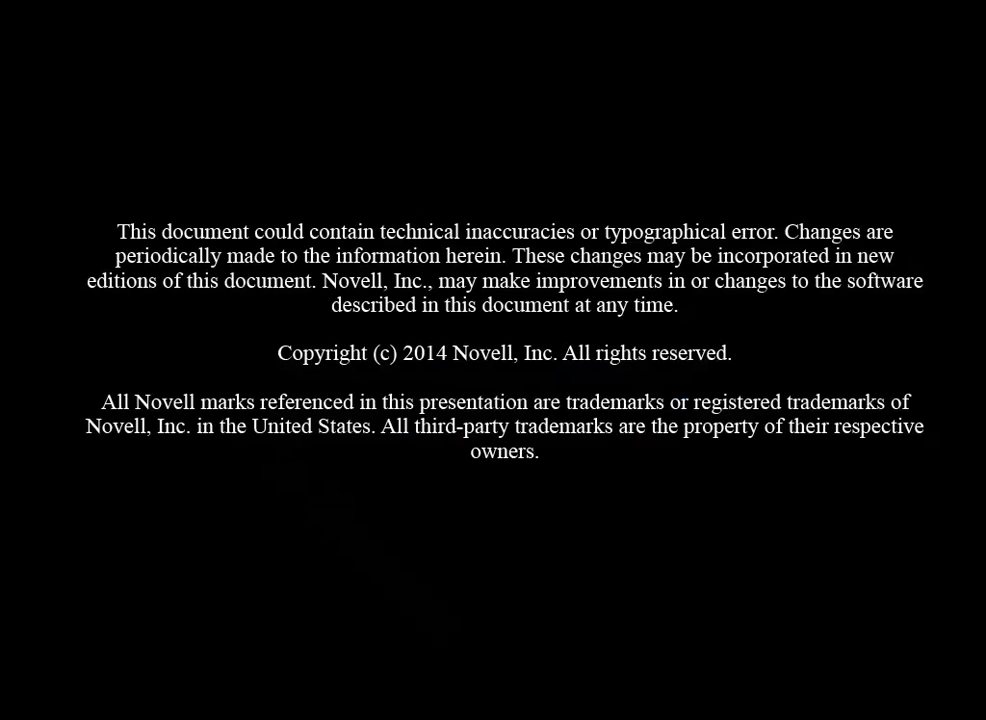 This document could contain technical inaccuracies or typographical error. Changes are
periodically made to the information herein. These changes may be incorporated in new
editions of this document. Novell, Inc., may make improvements in or changes to the software
described in this document at any time.
Copyright (c) 2014 Novell, Inc. All rights reserved.
All Novell marks referenced in this presentation are trademarks or registered trademarks of
Novell, Inc. in the United States. All third-party trademarks are the property of their respective
owners.